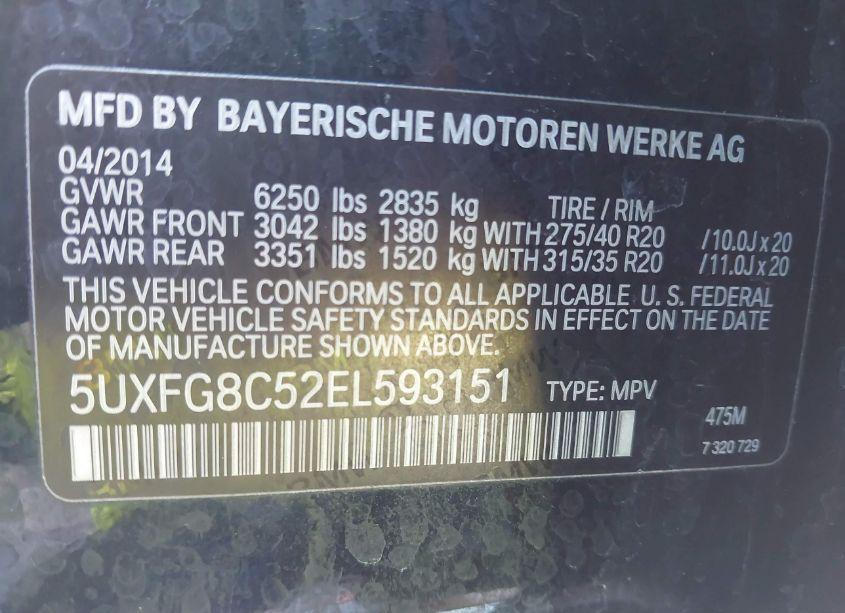 MFD BY BAYERISCHE MOTOREN WERKE AG
04/2014
GVWR 6250 lbs 2835 kg TIRE / RIM
GAWR FRONT 3042 lbs 1380 kg WITH 275/40 R20 /10.0J x 20
GAWR REAR 3351 lbs 1520 kg WITH 315/35 R20 /11.0J x 20
THIS VEHICLE CONFORMS TO ALL APPLICABLE U. S. FEDERAL
MOTOR VEHICLE SAFETY STANDARDS IN EFFECT ON THE DATE
OF MANUFACTURE SHOWN ABOVE.
5UXFG8C52EL593151 TYPE: MPV
475M
7 320 729